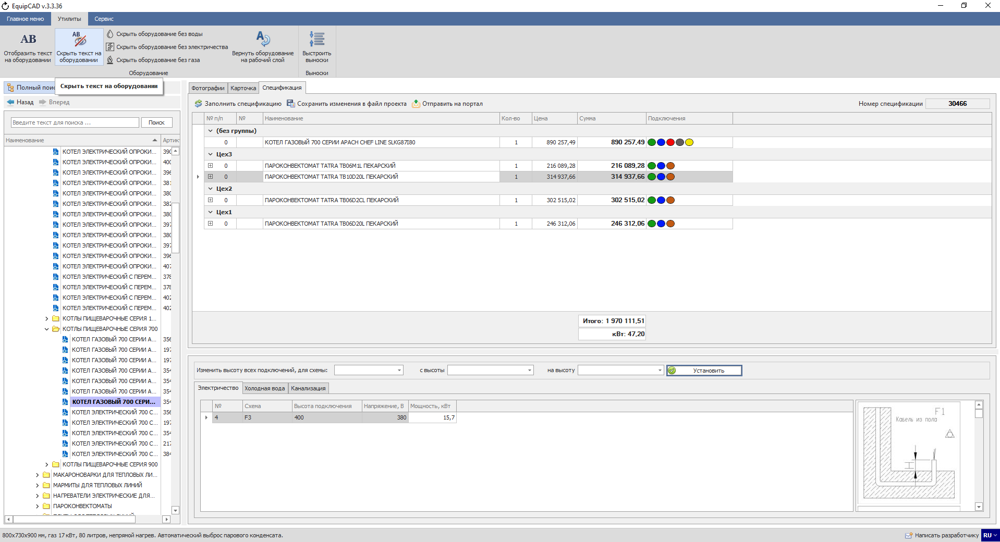 EquipCAD v.3.3.36
Главное меню Утилиты Сервис
AB
Отобразить текст
на оборудовании
AB
Скрыть текст на
оборудовании
Скрыть оборудование без воды
Скрыть оборудование без электричества
Скрыть оборудование без газа
A
Вернуть оборудование
на рабочий слой
Выстроить
выноски
Оборудование
Выноски
Полный поис
Скрыть текст на оборудовании
Назад Вперед
Введите текст для поиска ... Поиск
Наименование Артик
КОТЕЛ ЭЛЕКТРИЧЕСКИЙ ОПРОКИ... 390
КОТЕЛ ЭЛЕКТРИЧЕСКИЙ ОПРОКИ... 400
КОТЕЛ ЭЛЕКТРИЧЕСКИЙ ОПРОКИ... 396
КОТЕЛ ЭЛЕКТРИЧЕСКИЙ ОПРОКИ... 381
КОТЕЛ ЭЛЕКТРИЧЕСКИЙ ОПРОКИ... 380
КОТЕЛ ЭЛЕКТРИЧЕСКИЙ ОПРОКИ... 382
КОТЕЛ ЭЛЕКТРИЧЕСКИЙ ОПРОКИ... 380
КОТЕЛ ЭЛЕКТРИЧЕСКИЙ ОПРОКИ... 397
КОТЕЛ ЭЛЕКТРИЧЕСКИЙ ОПРОКИ... 380
КОТЕЛ ЭЛЕКТРИЧЕСКИЙ ОПРОКИ... 397
КОТЕЛ ЭЛЕКТРИЧЕСКИЙ ОПРОКИ... 396
КОТЕЛ ЭЛЕКТРИЧЕСКИЙ ОПРОКИ... 407
КОТЕЛ ЭЛЕКТРИЧЕСКИЙ С ПЕРЕМ... 378
КОТЕЛ ЭЛЕКТРИЧЕСКИЙ С ПЕРЕМ... 378
КОТЕЛ ЭЛЕКТРИЧЕСКИЙ С ПЕРЕМ... 402
КОТЕЛ ЭЛЕКТРИЧЕСКИЙ С ПЕРЕМ... 402
КОТЛЫ ПИЩЕВАРОЧНЫЕ СЕРИЯ 1...
КОТЛЫ ПИЩЕВАРОЧНЫЕ СЕРИЯ 700
КОТЕЛ ГАЗОВЫЙ 700 СЕРИИ А... 356
КОТЕЛ ГАЗОВЫЙ 700 СЕРИИ А... 197
КОТЕЛ ГАЗОВЫЙ 700 СЕРИИ А... 197
КОТЕЛ ГАЗОВЫЙ 700 СЕРИИ А... 354
КОТЕЛ ГАЗОВЫЙ 700 СЕРИИ А... 354
КОТЕЛ ГАЗОВЫЙ 700 СЕРИИ А... 354
КОТЕЛ ГАЗОВЫЙ 700 СЕРИ... 354
КОТЕЛ ЭЛЕКТРИЧЕСКИЙ 700 С... 356
КОТЕЛ ЭЛЕКТРИЧЕСКИЙ 700 С... 197
КОТЕЛ ЭЛЕКТРИЧЕСКИЙ 700 С... 354
КОТЕЛ ЭЛЕКТРИЧЕСКИЙ 700 С... 217
КОТЕЛ ЭЛЕКТРИЧЕСКИЙ 700 С... 384
КОТЛЫ ПИЩЕВАРОЧНЫЕ СЕРИЯ 900
МАКАРОНОВАРКИ ДЛЯ ТЕПЛОВЫХ ЛИ...
МАРМИТЫ ДЛЯ ТЕПЛОВЫХ ЛИНИЙ
НАГРЕВАТЕЛИ ЭЛЕКТРИЧЕСКИЕ ДЛЯ...
ПАРОКОНВЕКТОМАТЫ
Фотографии Карточка Спецификация
Заполнить спецификацию Сохранить изменения в файл проекта Отправить на портал Номер спецификации 30466
№ п/п № Наименование Кол-во Цена Сумма Подключения
(без группы)
0 КОТЕЛ ГАЗОВЫЙ 700 СЕРИИ APACH CHEF LINE SLKG87I80 1 890 257,49 890 257,49
Цех3
0 ПАРОКОНВЕКТОМАТ TATRA TB06M1L ПЕКАРСКИЙ 1 216 089,28 216 089,28
0 ПАРОКОНВЕКТОМАТ TATRA TB10D20L ПЕКАРСКИЙ 1 314 937,66 314 937,66
Цех2
0 ПАРОКОНВЕКТОМАТ TATRA TB06D2CL ПЕКАРСКИЙ 1 302 515,02 302 515,02
Цех1
0 ПАРОКОНВЕКТОМАТ TATRA TB06D20L ПЕКАРСКИЙ 1 246 312,06 246 312,06
Итого: 1 970 111,51
кВт: 47,20
Изменить высоту всех подключений, для схемы: с высоты на высоту Установить
Электричество Холодная вода Канализация
№ Схема Высота подключения Напряжение, В Мощность, кВт
4 F3 400 380 15,7
F1
Кабель из пола
H
800x730x900 мм, газ 17 кВт, 80 литров, непрямой нагрев. Автоматический выброс парового конденсата.
Написать разработчику RU